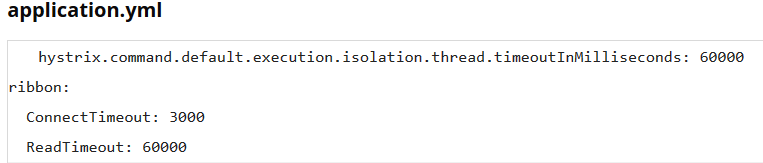 application.yml
hystrix.command.default.execution.isolation.thread.timeoutInMilliseconds: 60000
ribbon:
ConnectTimeout: 3000
ReadTimeout: 60000